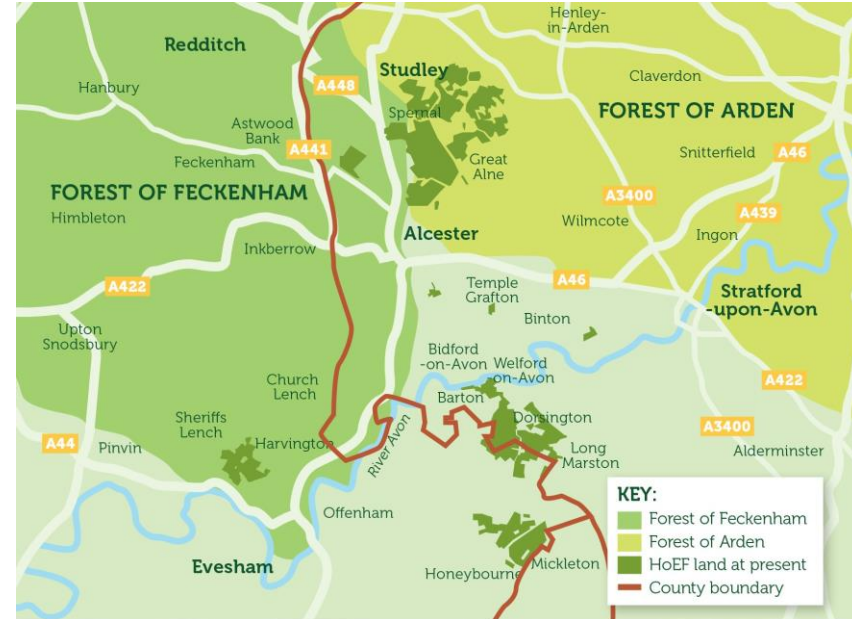 Henley-
in-Arden
Redditch
Studley
A448
Claverdon
Hanbury
Spernal
FOREST OF ARDEN
Astwood
Bank
A441
Snitterfield
A46
Feckenham
Great
Alne
FOREST OF FECKENHAM
A3400
A439
Himbleton
Wilmcote
Alcester
Ingon
Inkberrow
A422
Temple
Grafton
A46
Stratford
-upon-Avon
Binton
Upton
Snodsbury
Bidford
-on-Avon
Welford
-on-Avon
Church
Lench
A422
Barton
Sheriffs
Lench
Dorsington
A44
Pinvin
Harvington
River Avon
Long
Marston
A3400
Alderminster
Offenham
Evesham
Honeybourne
Mickleton
KEY:
Forest of Feckenham
Forest of Arden
HoEF land at present
County boundary